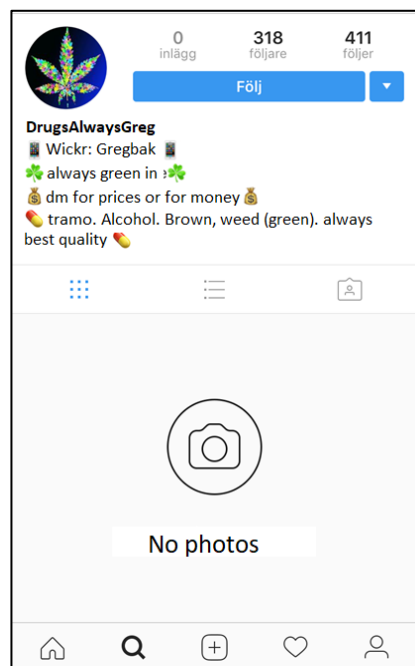 0 318 411
inlägg följare följer
Följ
DrugsAlwaysGreg
📱 Wickr: Gregbak 📱
☘️ always green in ☘️
💰 dm for prices or for money 💰
💊 tramo. Alcohol. Brown, weed (green). always
best quality 💊
No photos